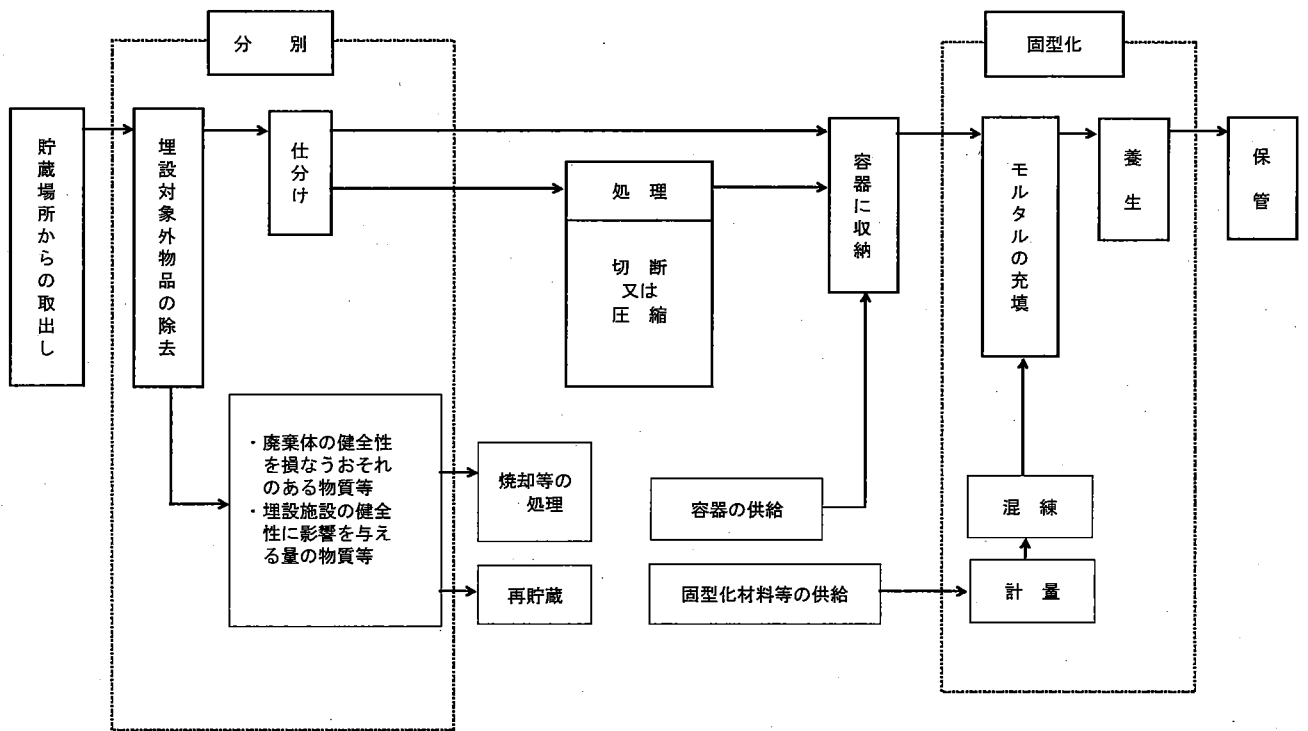 分　別
固型化
貯蔵場所からの取出し
埋設対象外物品の除去
仕分け
処　理
切　断
又は
圧　縮
容器に収納
モルタルの充填
養生
保管
・廃棄体の健全性
を損なうおそれ
のある物質等
・埋設施設の健全
性に影響を与え
る量の物質等
焼却等の
処理
再貯蔵
容器の供給
固型化材料等の供給
混　練
計　量